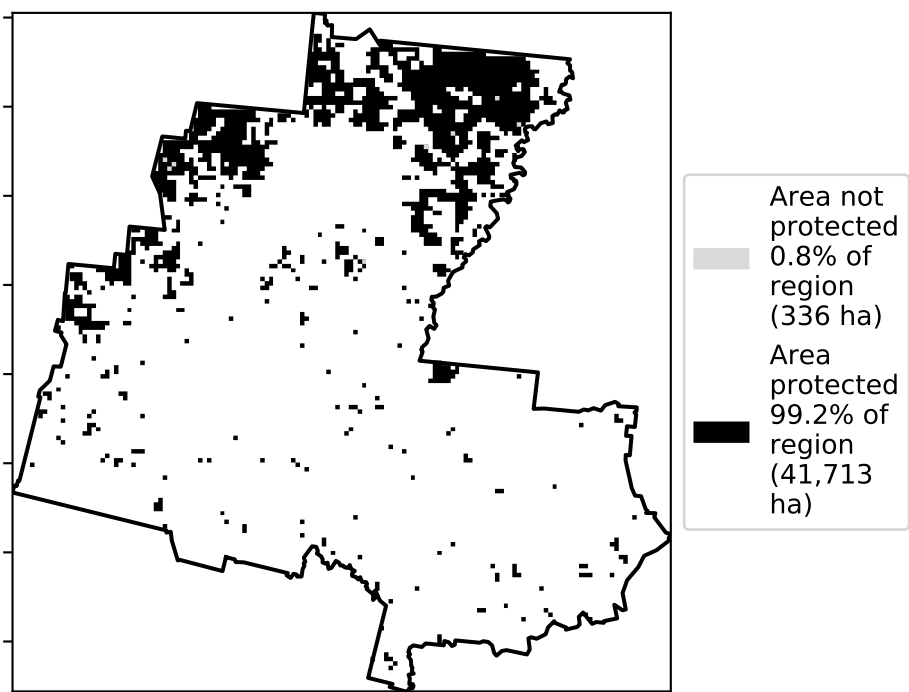 Area not
protected
0.8% of
region
(336 ha)
Area
protected
99.2% of
region
(41,713
ha)